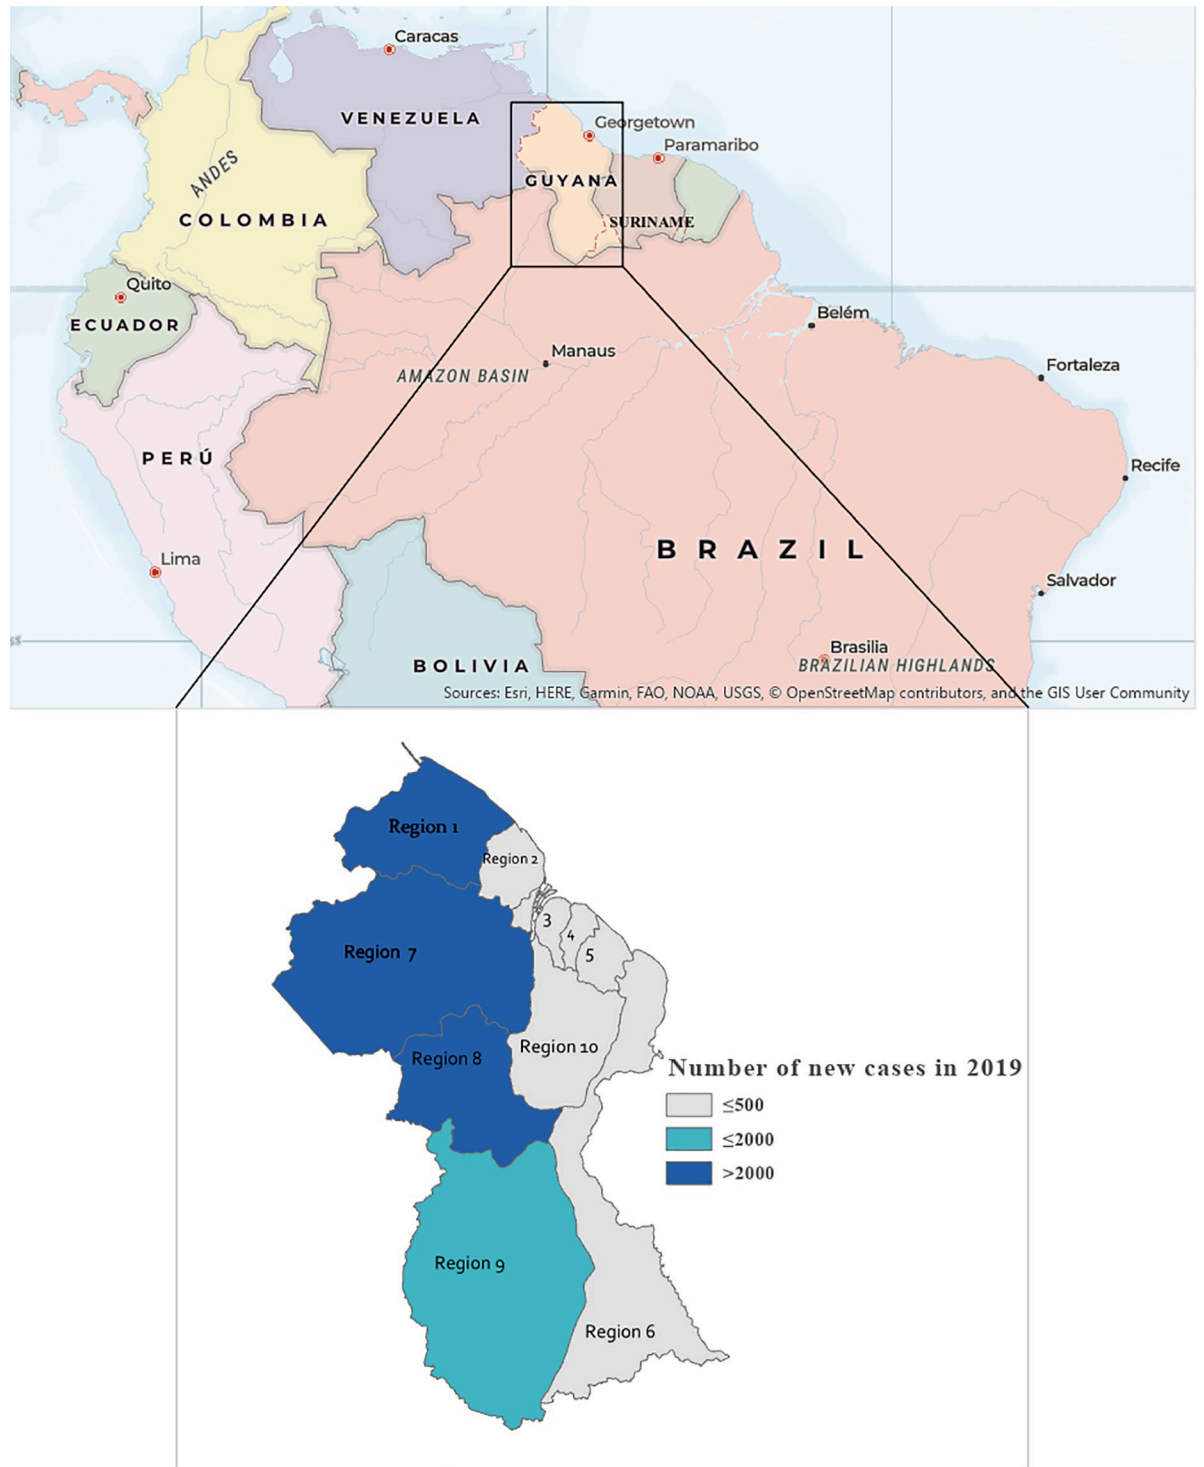 Caracas
VENEZUELA
Georgetown
Paramaribo
ANDES
GUYANA
COLOMBIA
SURINAME
Quito
Belém
ECUADOR
Manaus
Fortaleza
AMAZON BASIN
PERÚ
Recife
BRAZIL
Lima
Salvador
Brasilia
BOLIVIA
BRAZILIAN HIGHLANDS
Sources: Esri, HERE, Garmin, FAO, NOAA, USGS, © OpenStreetMap contributors, and the GIS User Community
Region 1
Region 2
3
4
Region 7
5
Region 10
Region 8
Number of new cases in 2019
≤500
≤2000
>2000
Region 9
Region 6